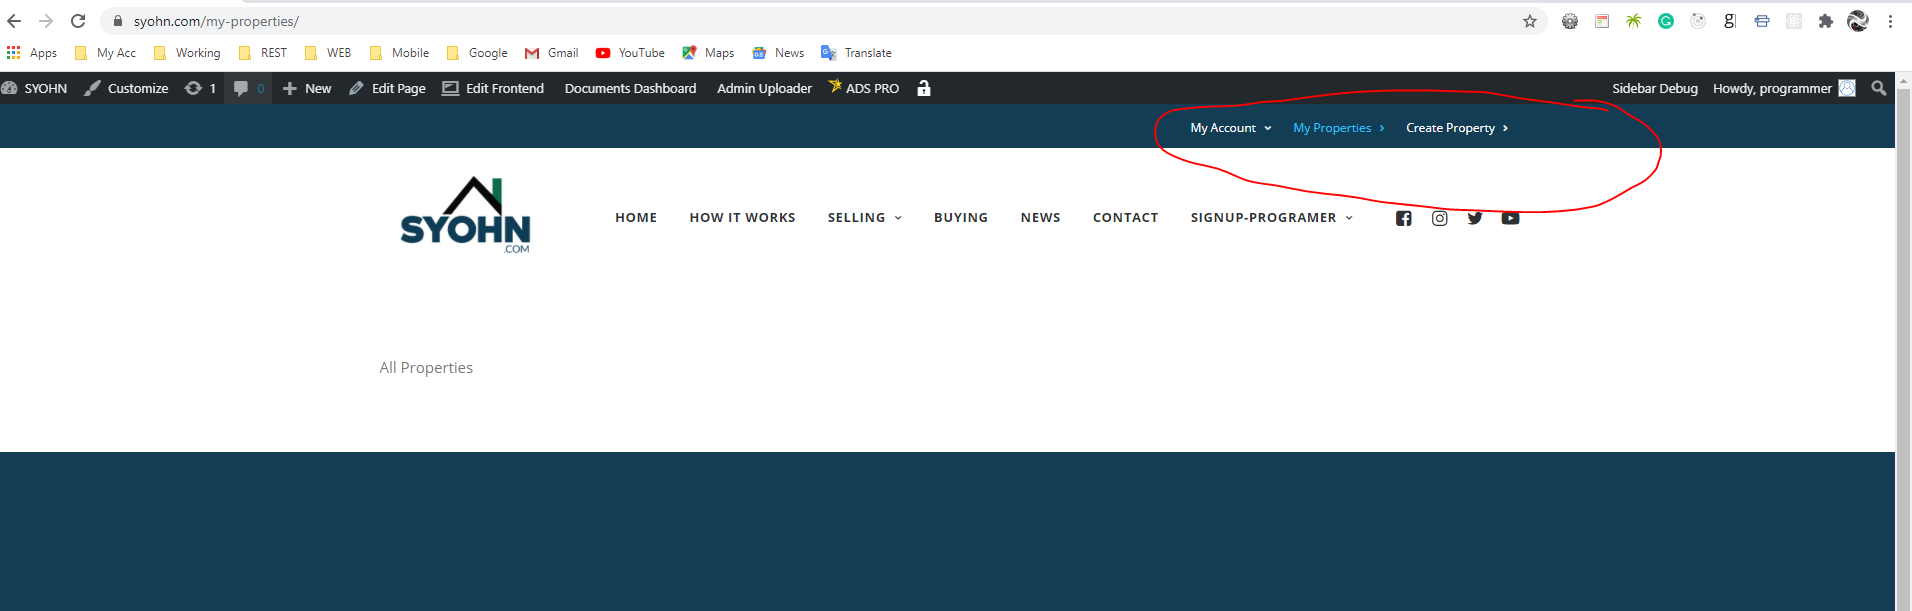 syohn.com/my-properties/
Apps My Acc Working REST WEB Mobile Google Gmail YouTube Maps News Translate
SYOHN Customize 1 0 New Edit Page Edit Frontend Documents Dashboard Admin Uploader ADS PRO Sidebar Debug Howdy, programmer
My Account My Properties Create Property
SYOHN
.COM
HOME HOW IT WORKS SELLING BUYING NEWS CONTACT SIGNUP-PROGRAMER
All Properties